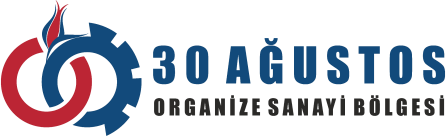 30 AĞUSTOS
ORGANİZE SANAYİ BÖLGESİ